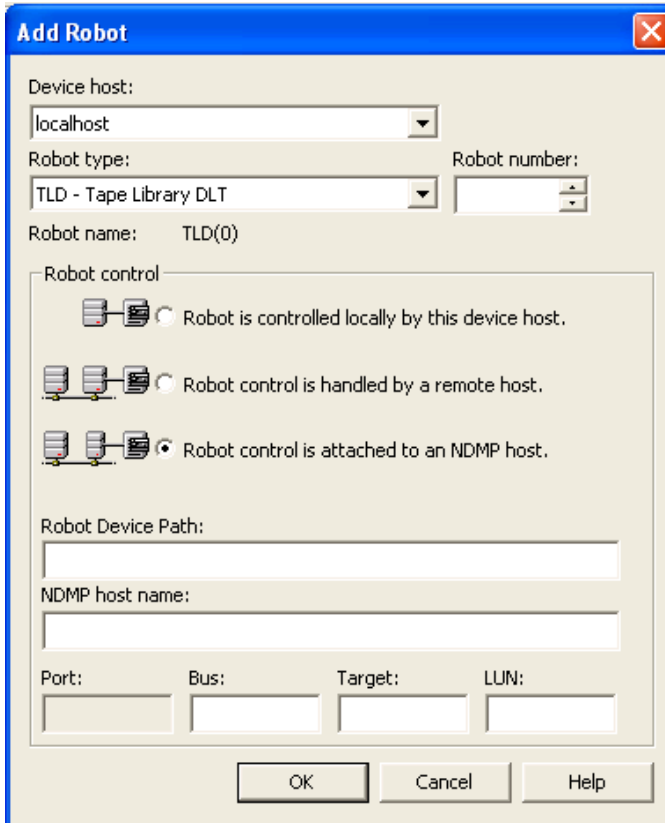 Add Robot
Device host:
localhost
Robot type:
Robot number:
TLD - Tape Library DLT
Robot name: TLD(0)
Robot control
Robot is controlled locally by this device host.
Robot control is handled by a remote host.
Robot control is attached to an NDMP host.
Robot Device Path:
NDMP host name:
Port: Bus: Target: LUN:
OK Cancel Help